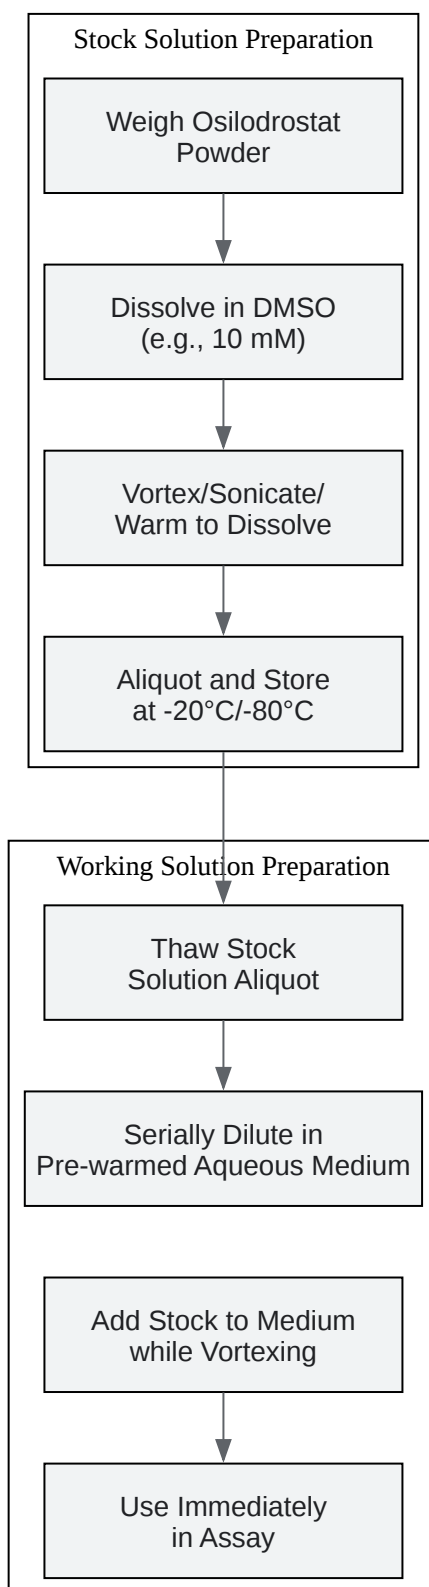 Stock Solution Preparation
Weigh Osilodrostat
Powder
Dissolve in DMSO
(e.g., 10 mM)
Vortex/Sonicate/
Warm to Dissolve
Aliquot and Store
at -20°C/-80°C
Working Solution Preparation
Thaw Stock
Solution Aliquot
Serially Dilute in
Pre-warmed Aqueous Medium
Add Stock to Medium
while Vortexing
Use Immediately
in Assay